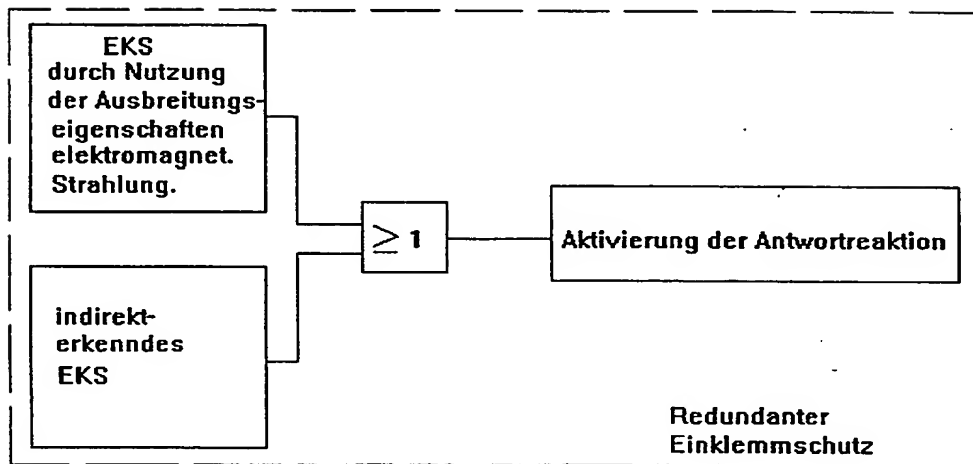 EKS
durch Nutzung
der Ausbreitungs-
eigenschaften
elektromagnet.
Strahlung.
≥ 1
Aktivierung der Antwortreaktion
indirekt-
erkenndes
EKS
Redundanter
Einklemmschutz